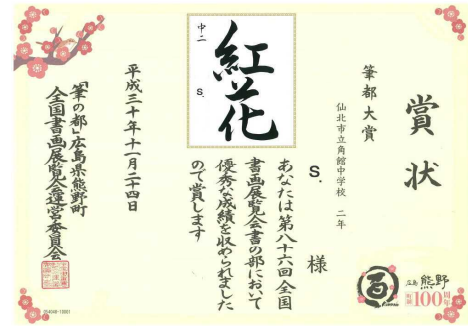 賞状
筆都大賞
仙北市立角館中学校 二年
S. 様
あなたは第八十六回全国
書画展覧会書の部において
優秀な成績を収められました
ので賞します
紅花
中二
S.
平成三十年十一月二十四日
「筆の都」広島県熊野町
全国書画展覧会運営委員会
広島 熊野
100